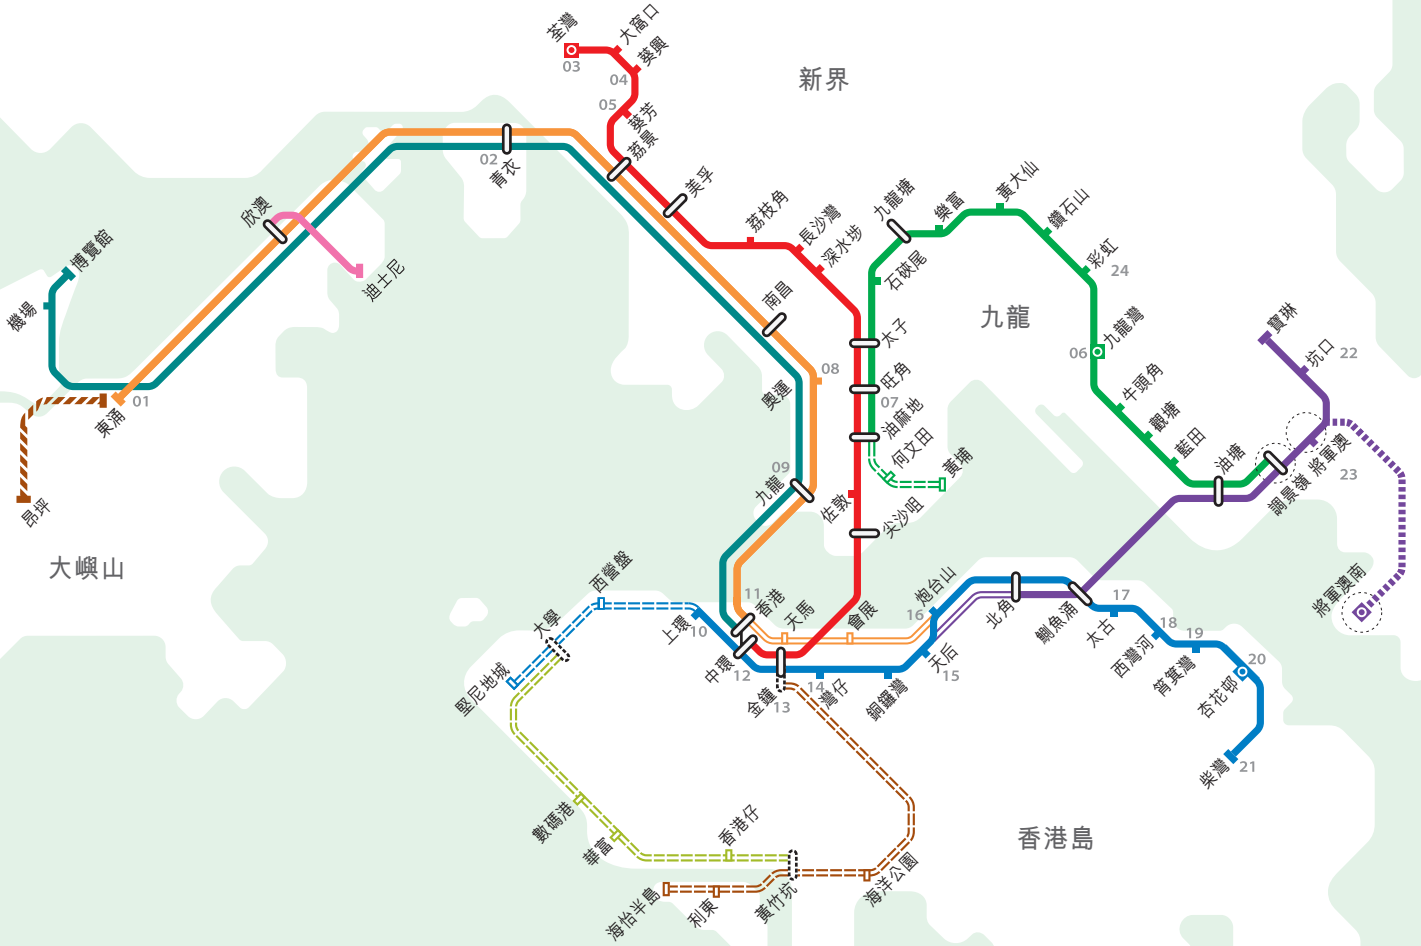 荃灣
大窩口
03
葵興
新界
04
05
葵芳
荔景
02
青衣
美孚
荔枝角
九龍塘
黃大仙
樂富
鑽石山
欣澳
長沙灣
深水埗
彩虹
24
博覽館
石硤尾
迪士尼
機場
南昌
九龍
九龍灣
太子
寶琳
06
坑口
22
08
旺角
牛頭角
奧運
07
01
東涌
油麻地
觀塘
何文田
藍田
將軍澳
油塘
黃埔
09
23
九龍
調景嶺
昂坪
佐敦
尖沙咀
大嶼山
西營盤
炮台山
將軍澳南
11
香港
天馬
會展
16
北角
鰂魚涌
17
大學
上環
10
太古
18
西灣河
19
中環
12
天后
15
筲箕灣
20
堅尼地城
金鐘
13
14
灣仔
銅鑼灣
杏花邨
柴灣
21
數碼港
香港仔
香港島
華富
海洋公園
海怡半島
利東
黃竹坑